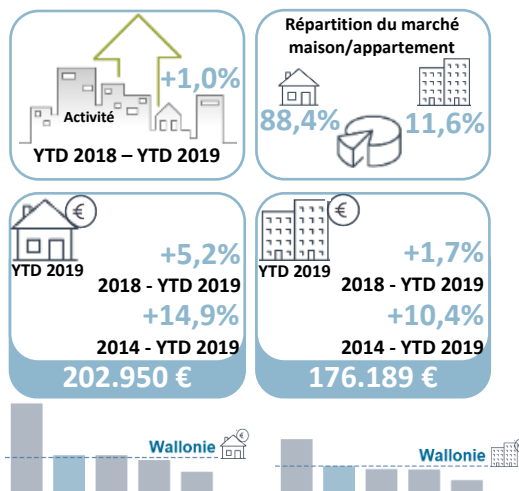 +1,0%
Activité
YTD 2018 – YTD 2019
Répartition du marché
maison/appartement
88,4%
11,6%
€
YTD 2019
+5,2%
2018 - YTD 2019
+14,9%
2014 - YTD 2019
202.950 €
€
YTD 2019
+1,7%
2018 - YTD 2019
+10,4%
2014 - YTD 2019
176.189 €
Wallonie
Wallonie